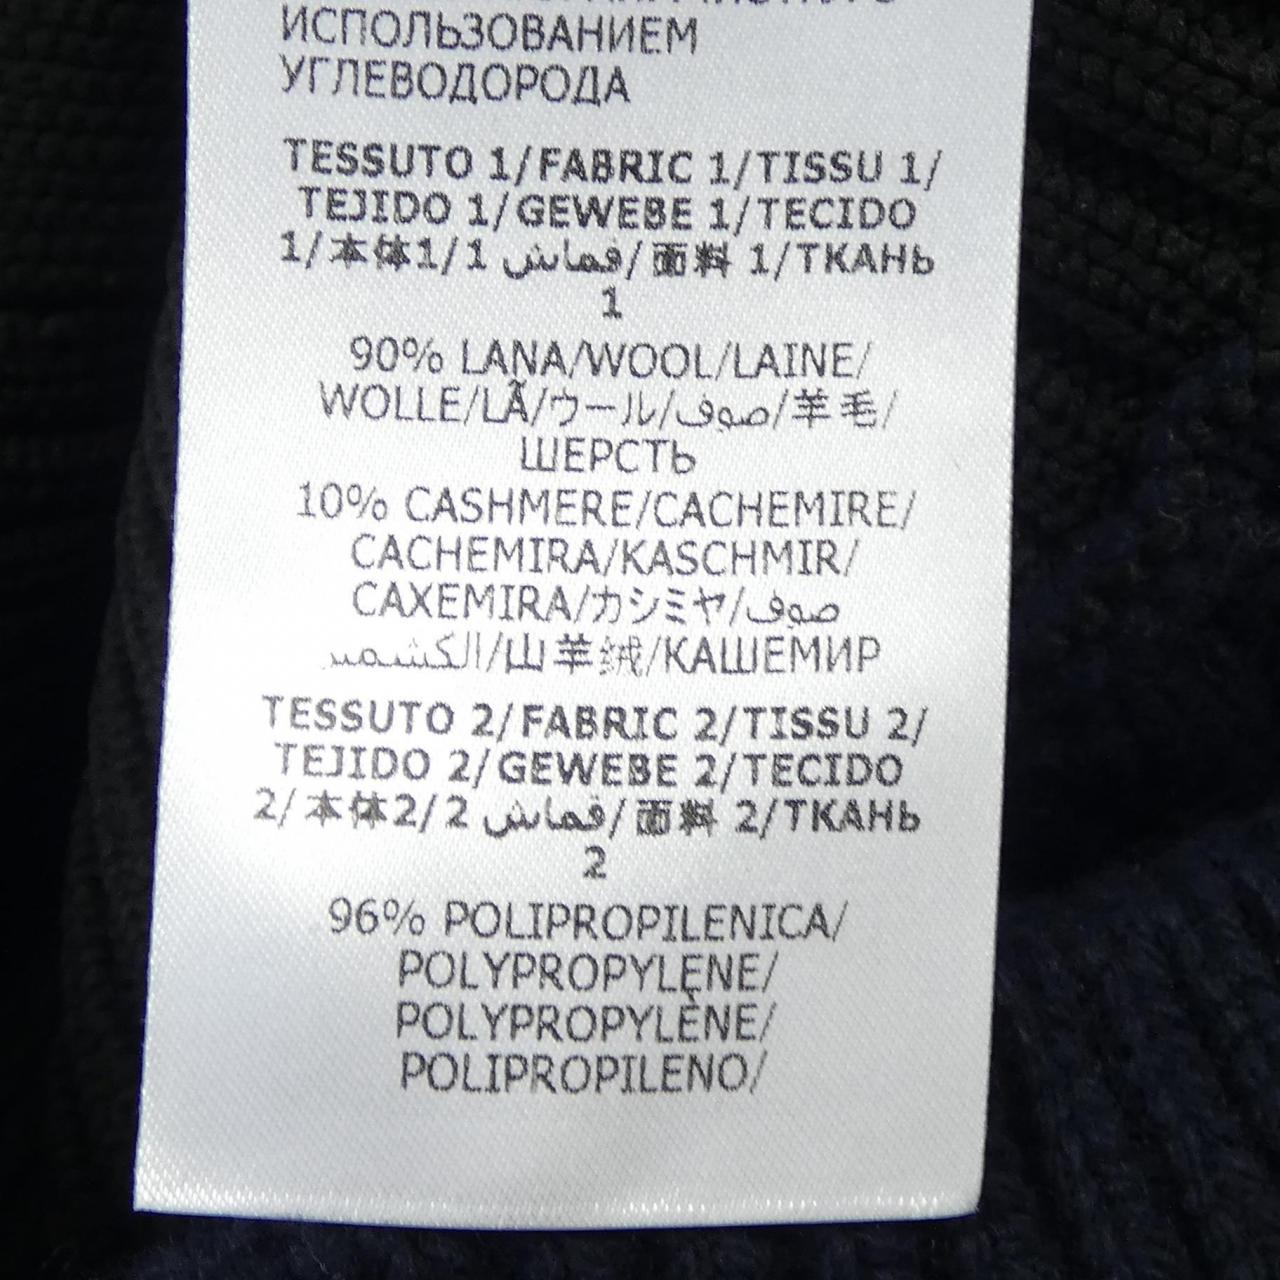 ИСПОЛЬЗОВАНИЕМ
УГЛЕВОДОРОДА
TESSUTO 1/FABRIC 1/TISSU 1/
TEJIDO 1/GEWEBE 1/TECIDO
1/本体1/1 قماش/面料 1/ТКАНЬ
1
90% LANA/WOOL/LAINE/
WOLLE/LÃ/ウール/صوف/羊毛/
ШЕРСТЬ
10% CASHMERE/CACHEMIRE/
CACHEMIRA/KASCHMIR/
CAXEMIRA/カシミヤ/صوف
الكشمير/山羊绒/КАШЕМИР
TESSUTO 2/FABRIC 2/TISSU 2/
TEJIDO 2/GEWEBE 2/TECIDO
2/本体2/2 قماش/面料 2/ТКАНЬ
2
96% POLIPROPILENICA/
POLYPROPYLENE/
POLYPROPYLÈNE/
POLIPROPILENO/